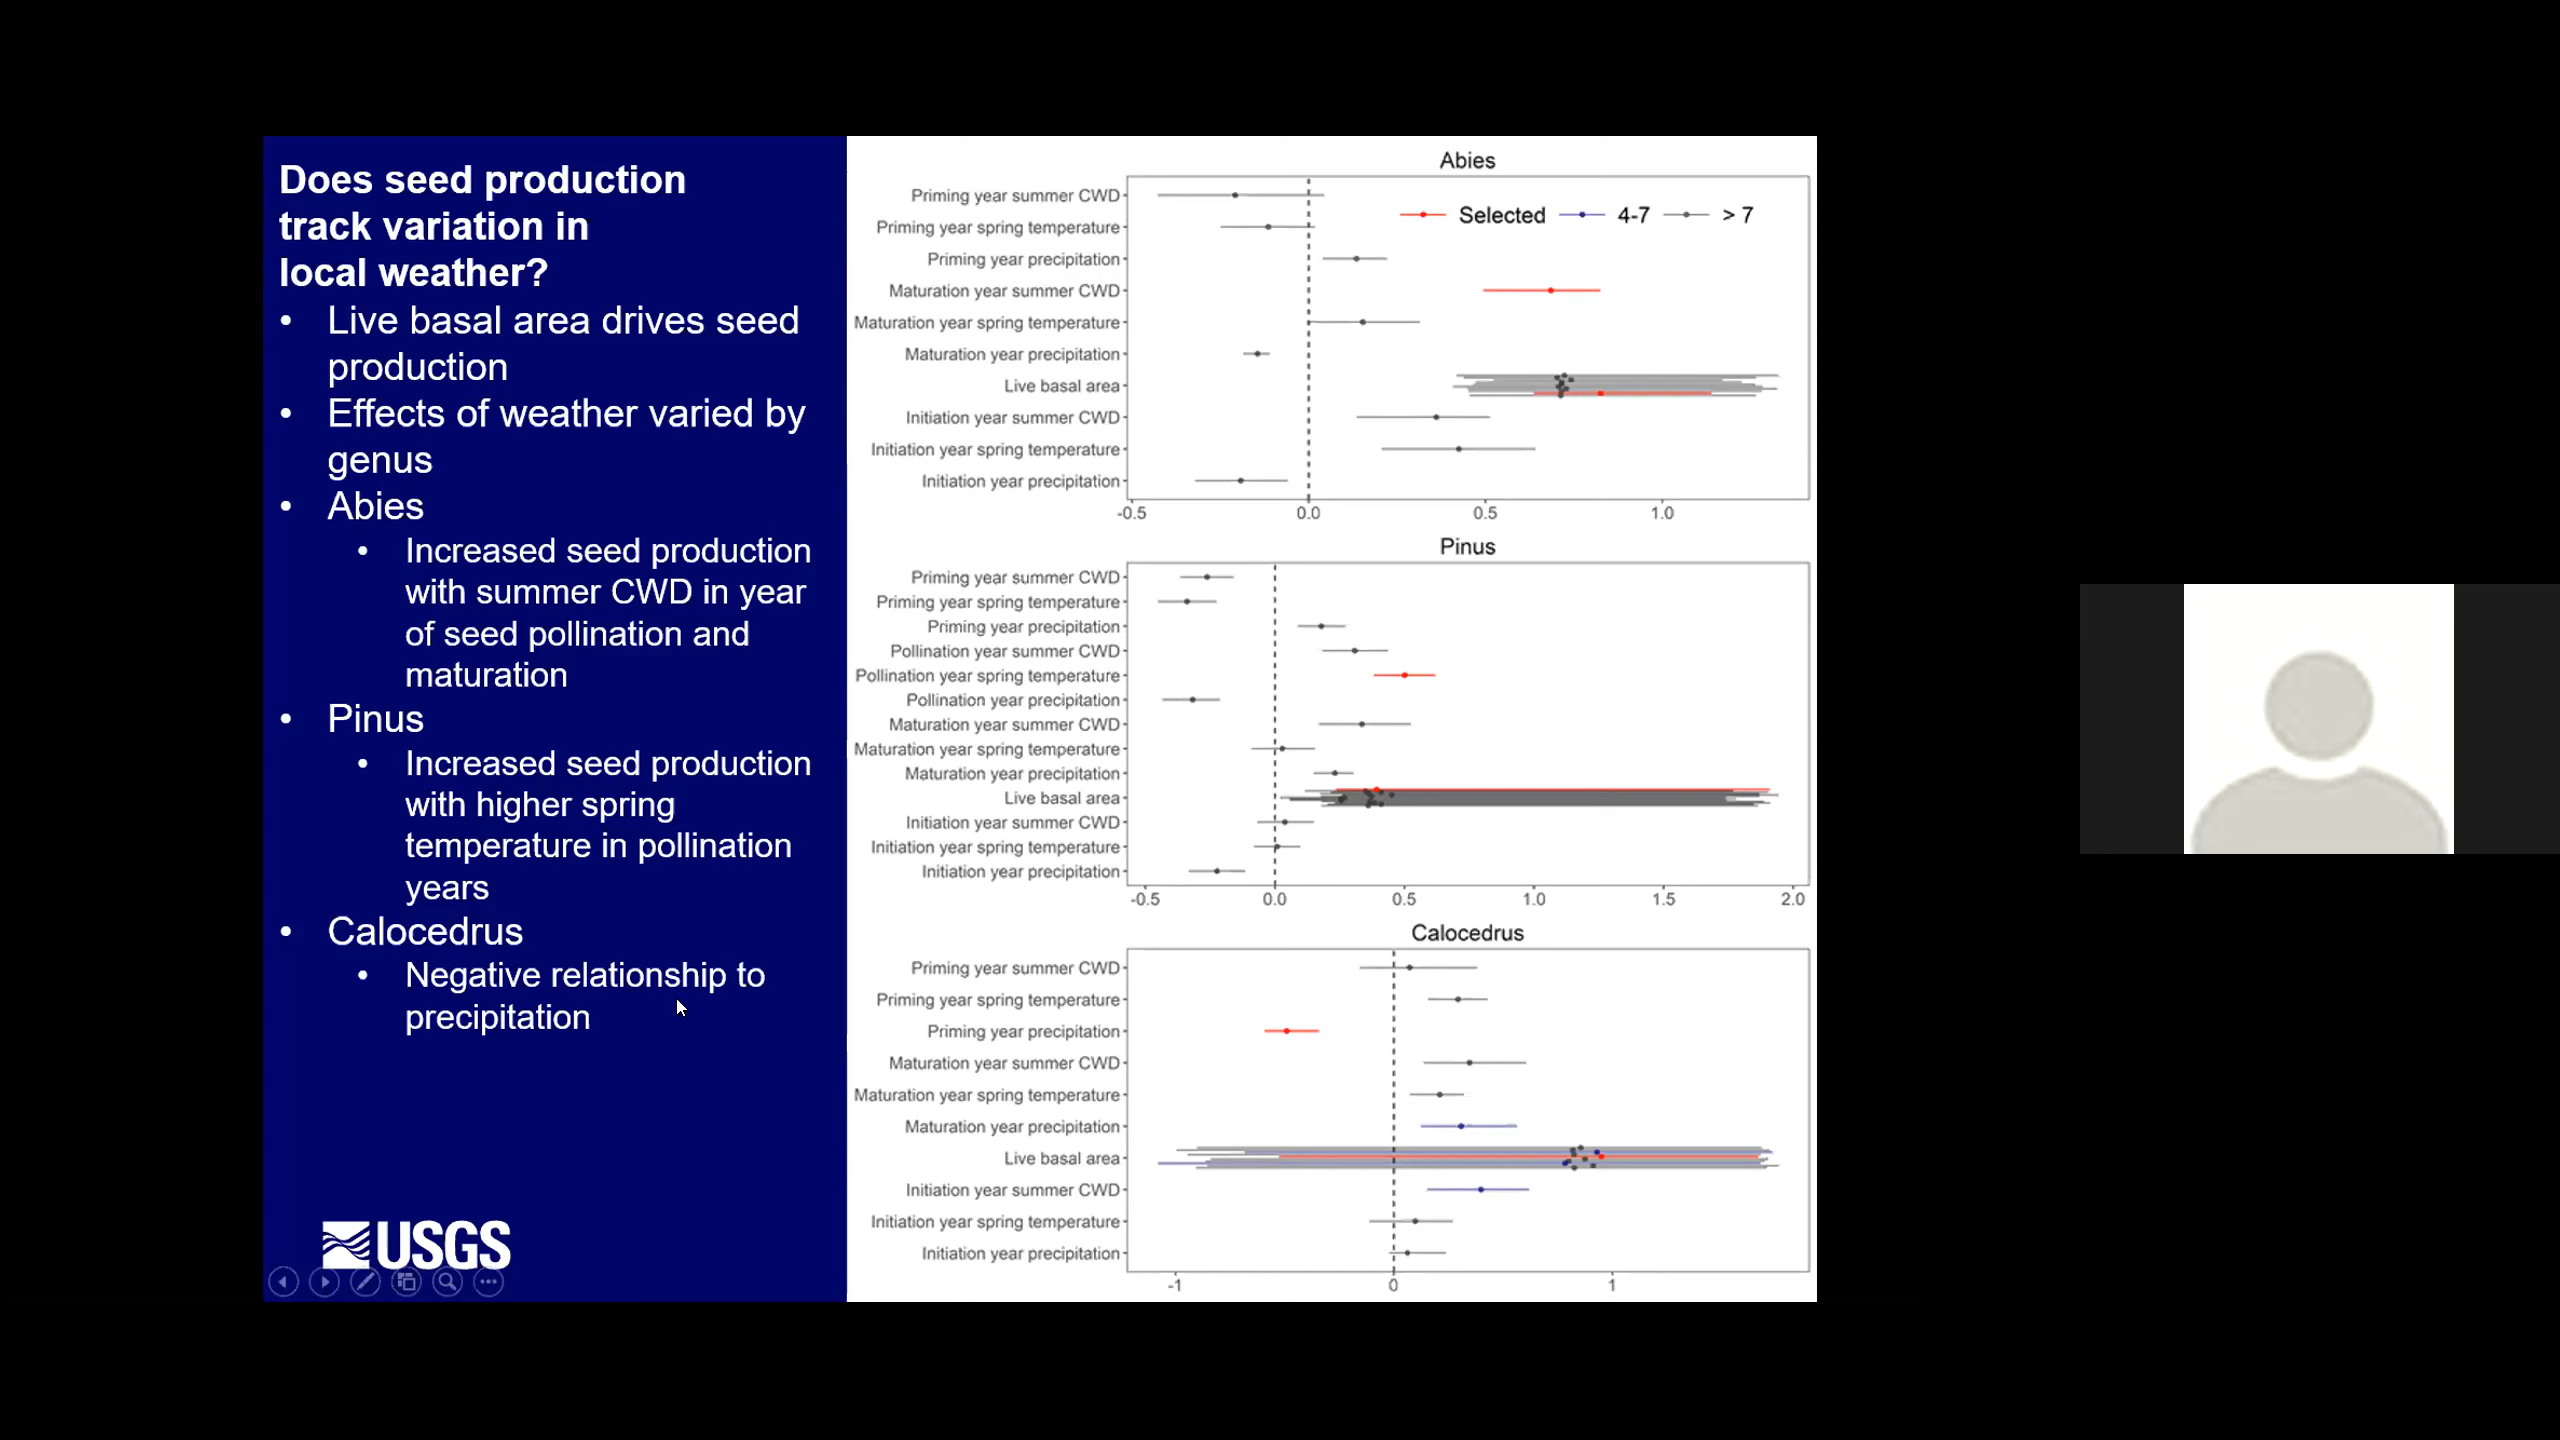 Does seed production
track variation in
local weather?
• Live basal area drives seed
production
• Effects of weather varied by
genus
• Abies
• Increased seed production
with summer CWD in year
of seed pollination and
maturation
• Pinus
• Increased seed production
with higher spring
temperature in pollination
years
• Calocedrus
• Negative relationship to
precipitation
USGS
Abies
Selected 4-7 > 7
Priming year summer CWD
Priming year spring temperature
Priming year precipitation
Maturation year summer CWD
Maturation year spring temperature
Maturation year precipitation
Live basal area
Initiation year summer CWD
Initiation year spring temperature
Initiation year precipitation
-0.5 0.0 0.5 1.0
Pinus
Priming year summer CWD
Priming year spring temperature
Priming year precipitation
Pollination year summer CWD
Pollination year spring temperature
Pollination year precipitation
Maturation year summer CWD
Maturation year spring temperature
Maturation year precipitation
Live basal area
Initiation year summer CWD
Initiation year spring temperature
Initiation year precipitation
-0.5 0.0 0.5 1.0 1.5 2.0
Calocedrus
Priming year summer CWD
Priming year spring temperature
Priming year precipitation
Maturation year summer CWD
Maturation year spring temperature
Maturation year precipitation
Live basal area
Initiation year summer CWD
Initiation year spring temperature
Initiation year precipitation
-1 0 1